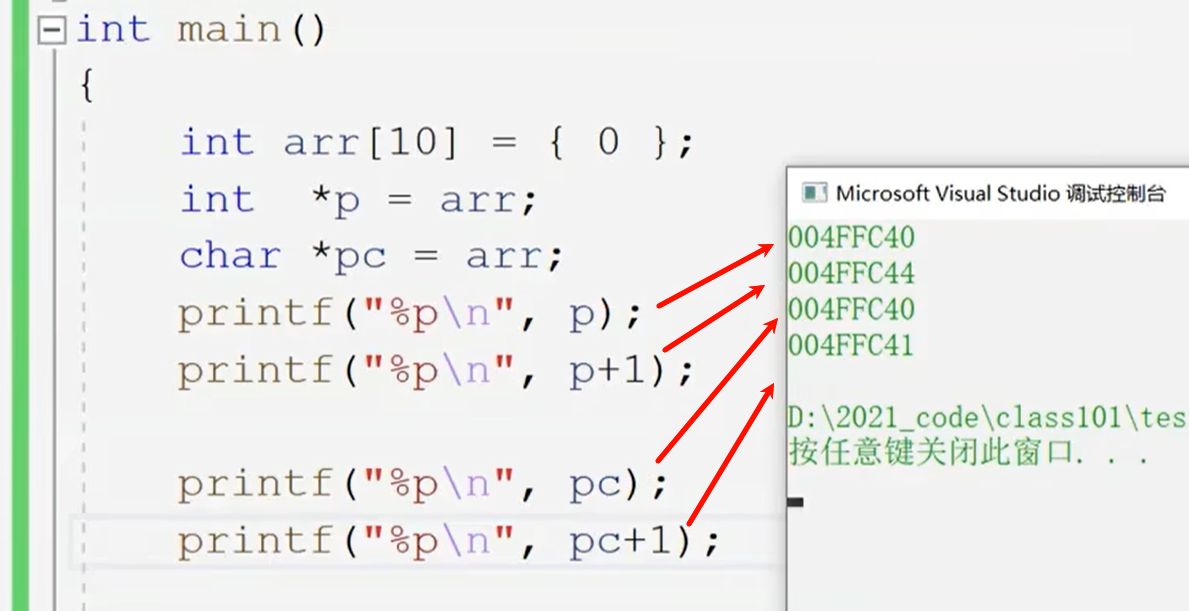 int main()
{
int arr[10] = { 0 };
int  *p = arr;
char *pc = arr;
printf("%p\n", p);
printf("%p\n", p+1);
printf("%p\n", pc);
printf("%p\n", pc+1);
Microsoft Visual Studio 调试控制台
004FFC40
004FFC44
004FFC40
004FFC41
D:\2021_code\class101\tes
按任意键关闭此窗口. . .